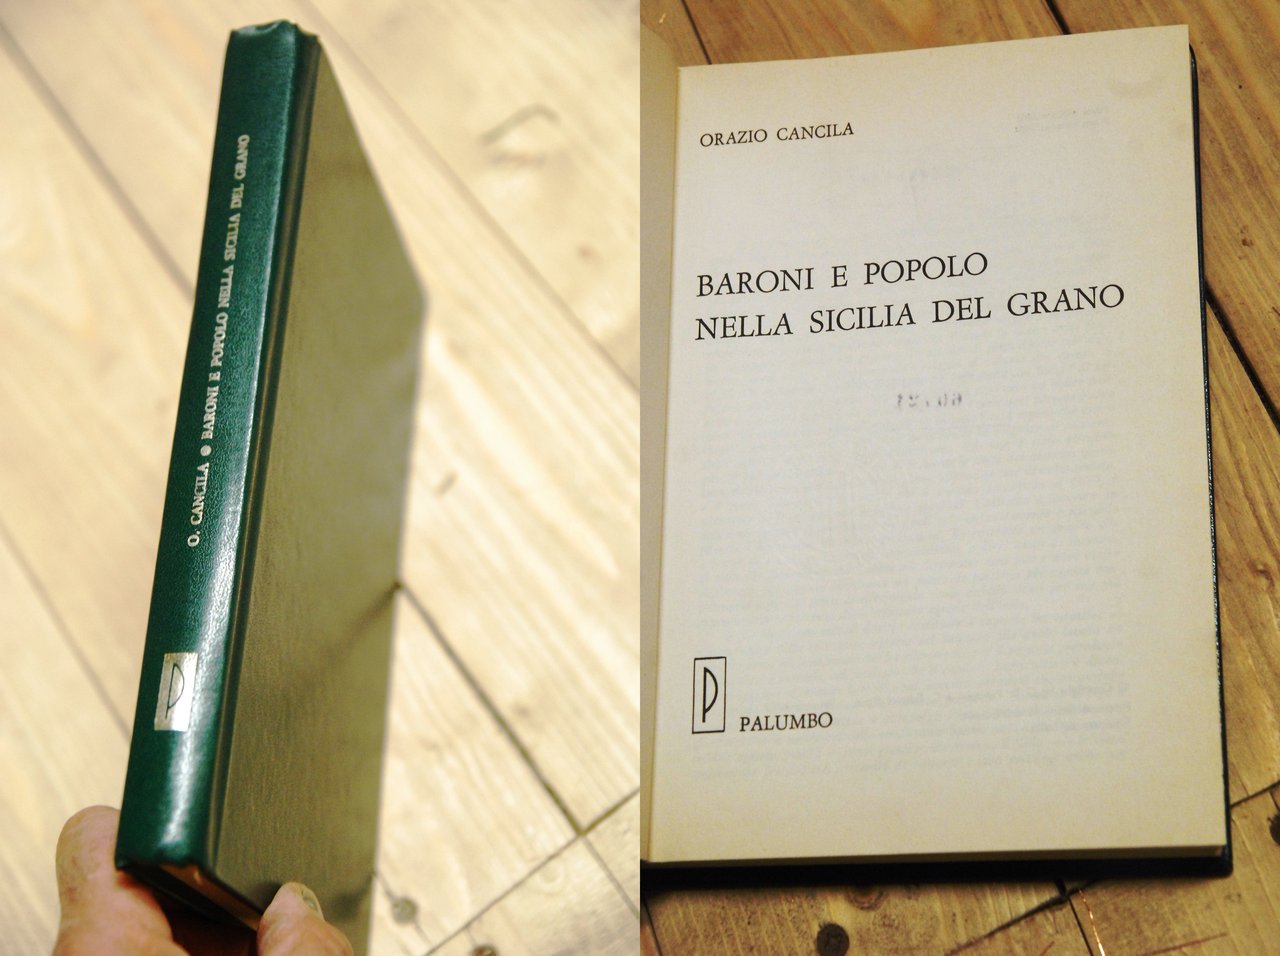 O. CANCILA ● BARONI E POPOLO NELLA SICILIA DEL GRANO
P
ORAZIO CANCILA
BARONI E POPOLO
NELLA SICILIA DEL GRANO
P
PALUMBO